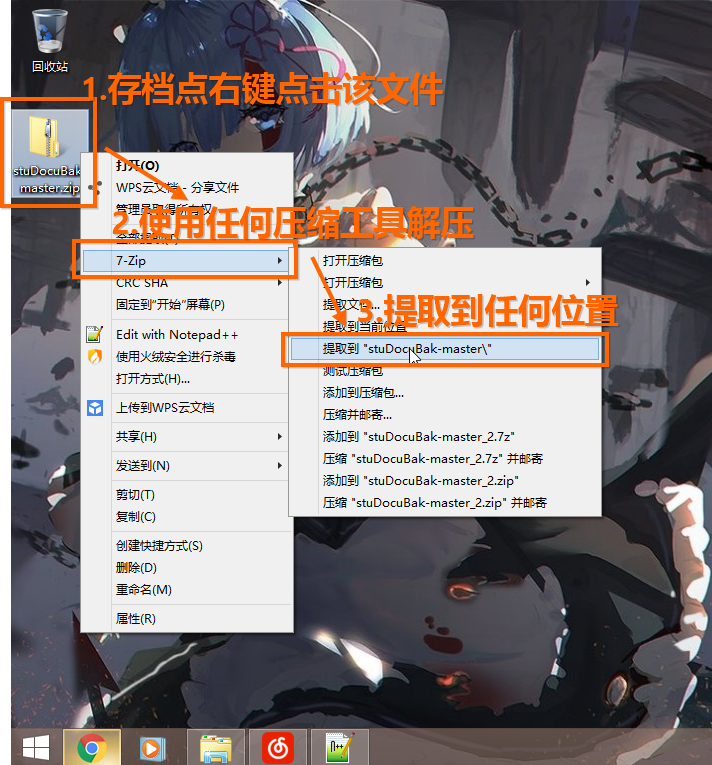 回收站
1.存档点右键点击该文件
stuDocuBak-
master.zip
打开(O)
WPS云文档 - 分享文件
管理员取得所有权
2.使用任何压缩工具解压
7-Zip
CRC SHA
固定到"开始"屏幕(P)
Edit with Notepad++
使用火绒安全进行杀毒
打开方式(H)...
上传到WPS云文档
共享(H)
发送到(N)
剪切(T)
复制(C)
创建快捷方式(S)
删除(D)
重命名(M)
属性(R)
打开压缩包
打开压缩包
提取文件...
3.提取到任何位置
提取到当前位置
提取到 "stuDocuBak-master\"
测试压缩包
添加到压缩包...
压缩并邮寄...
添加到 "stuDocuBak-master_2.7z"
压缩 "stuDocuBak-master_2.7z" 并邮寄
添加到 "stuDocuBak-master_2.zip"
压缩 "stuDocuBak-master_2.zip" 并邮寄